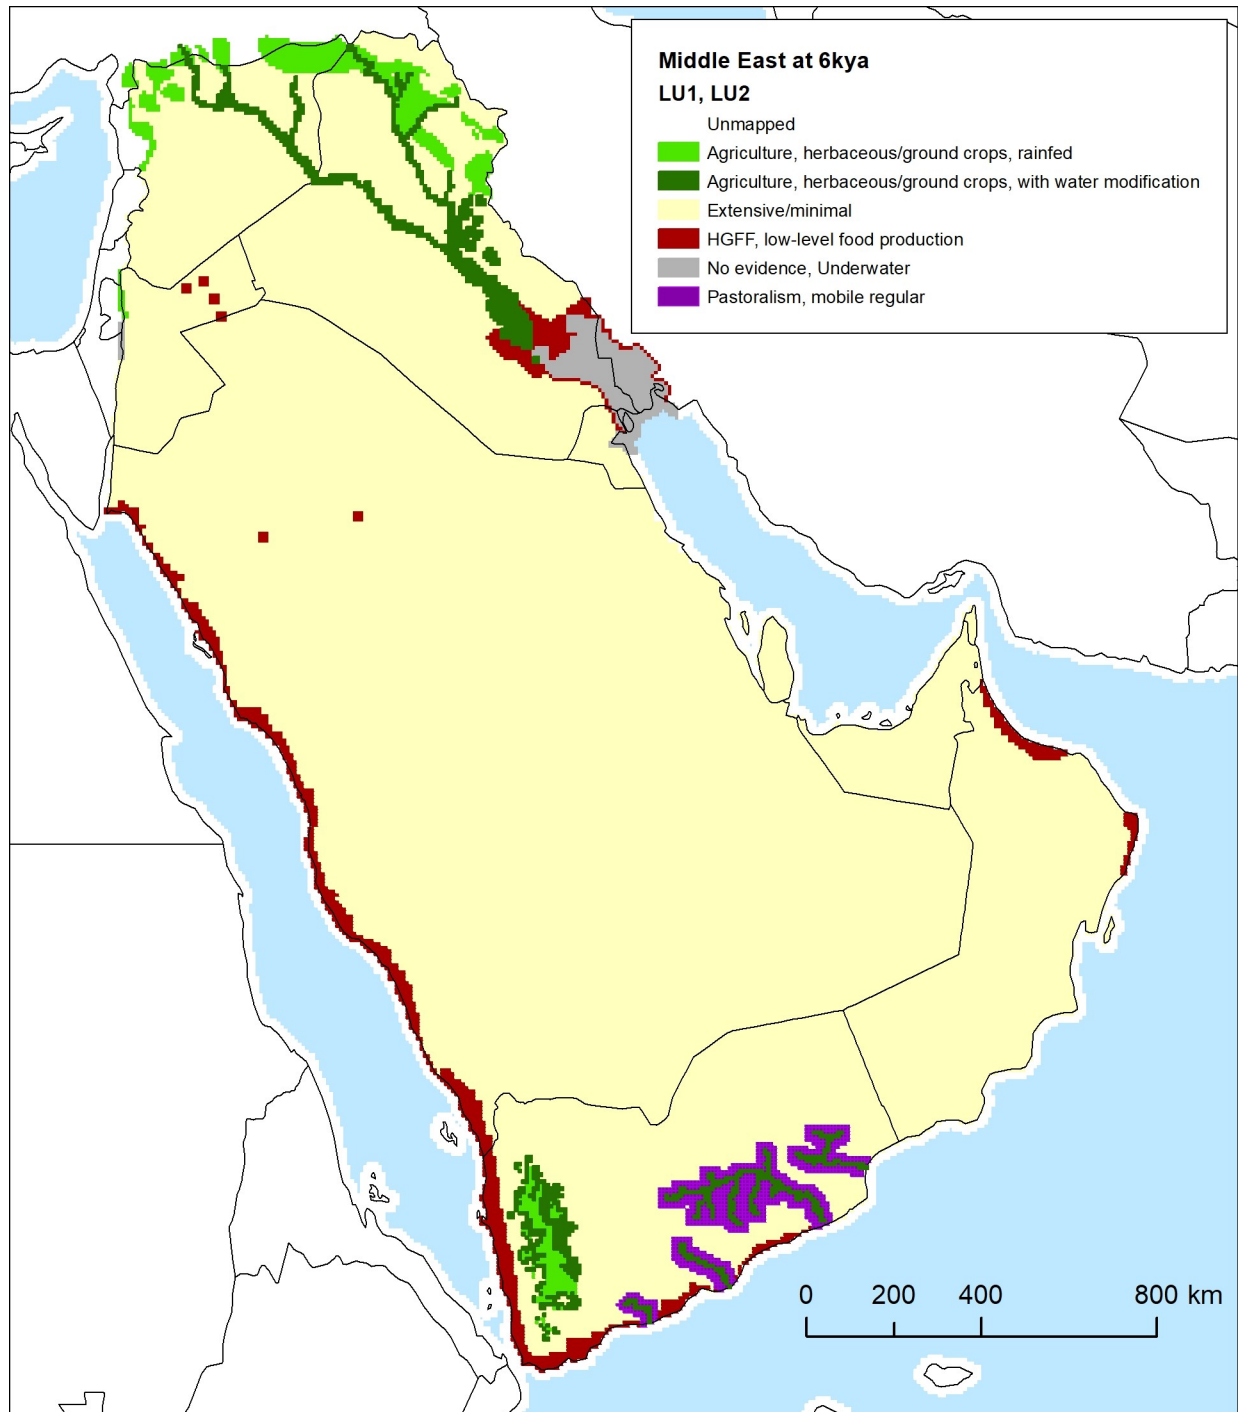 Middle East at 6kya
LU1, LU2
Unmapped
Agriculture, herbaceous/ground crops, rainfed
Agriculture, herbaceous/ground crops, with water modification
Extensive/minimal
HGFF, low-level food production
No evidence, Underwater
Pastoralism, mobile regular
0 200 400 800 km